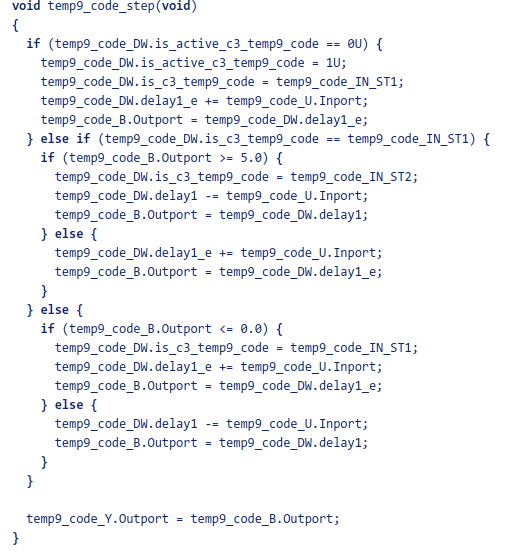 void temp9_code_step(void)
{
  if (temp9_code_DW.is_active_c3_temp9_code == 0U) {
    temp9_code_DW.is_active_c3_temp9_code = 1U;
    temp9_code_DW.is_c3_temp9_code = temp9_code_IN_ST1;
    temp9_code_DW.delay1_e += temp9_code_U.Inport;
    temp9_code_B.Outport = temp9_code_DW.delay1_e;
  } else if (temp9_code_DW.is_c3_temp9_code == temp9_code_IN_ST1) {
    if (temp9_code_B.Outport >= 5.0) {
      temp9_code_DW.is_c3_temp9_code = temp9_code_IN_ST2;
      temp9_code_DW.delay1 -= temp9_code_U.Inport;
      temp9_code_B.Outport = temp9_code_DW.delay1;
    } else {
      temp9_code_DW.delay1_e += temp9_code_U.Inport;
      temp9_code_B.Outport = temp9_code_DW.delay1_e;
    }
  } else {
    if (temp9_code_B.Outport <= 0.0) {
      temp9_code_DW.is_c3_temp9_code = temp9_code_IN_ST1;
      temp9_code_DW.delay1_e += temp9_code_U.Inport;
      temp9_code_B.Outport = temp9_code_DW.delay1_e;
    } else {
      temp9_code_DW.delay1 -= temp9_code_U.Inport;
      temp9_code_B.Outport = temp9_code_DW.delay1;
    }
  }

  temp9_code_Y.Outport = temp9_code_B.Outport;
}